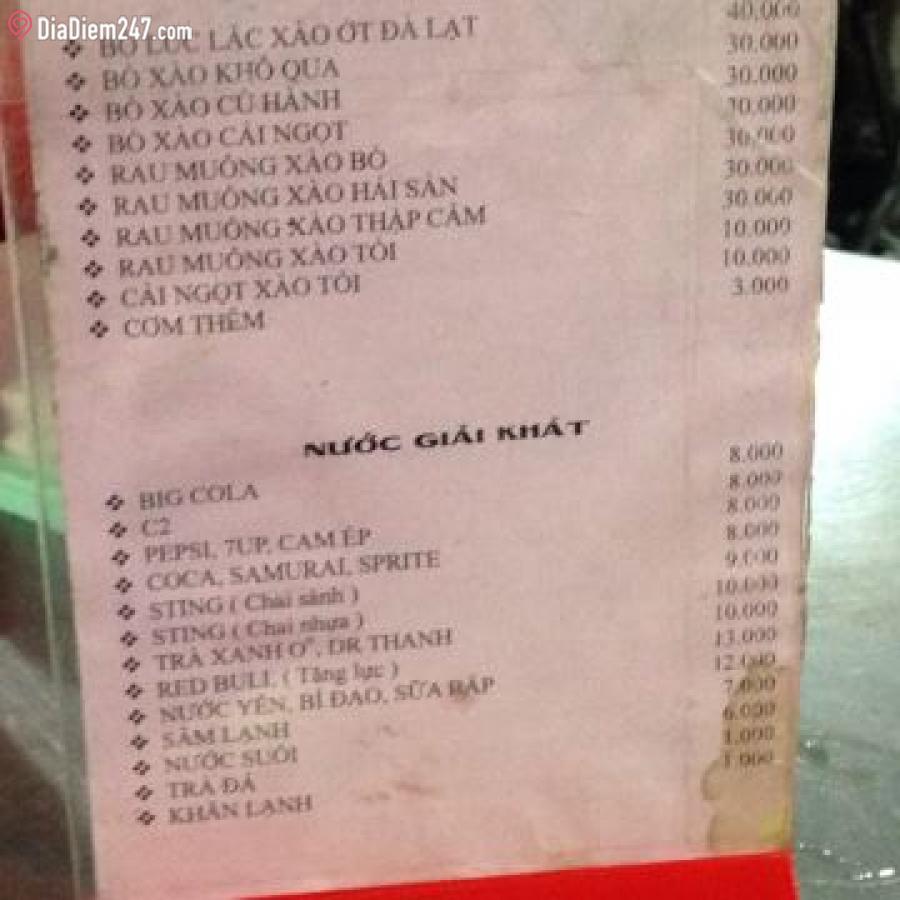 DiaDiem247.com
❖ BÒ LÚC LẮC XÀO ỚT ĐÀ LẠT 40.000
❖ BÒ XÀO KHỔ QUA 30.000
❖ BÒ XÀO CỦ HÀNH 30.000
❖ BÒ XÀO CẢI NGỌT 30.000
❖ RAU MUỐNG XÀO BÒ 30.000
❖ RAU MUỐNG XÀO HẢI SẢN 30.000
❖ RAU MUỐNG XÀO THẬP CẨM 30.000
❖ RAU MUỐNG XÀO TỎI 10.000
❖ CẢI NGỌT XÀO TỎI 10.000
❖ CƠM THÊM 3.000
NƯỚC GIẢI KHÁT
❖ BIG COLA 8.000
❖ C2 8.000
❖ PEPSI, 7UP, CAM ÉP 8.000
❖ COCA, SAMURAI, SPRITE 8.000
❖ STING ( Chai sành ) 9.000
❖ STING ( Chai nhựa ) 10.000
❖ TRÀ XANH O°, DR THANH 10.000
❖ RED BULL ( Tăng lực ) 13.000
❖ NƯỚC YẾN, BÍ ĐAO, SỮA BẮP 12.000
❖ SÂM LẠNH 7.000
❖ NƯỚC SUỐI 6.000
❖ TRÀ ĐÁ 1.000
❖ KHĂN LẠNH 1.000